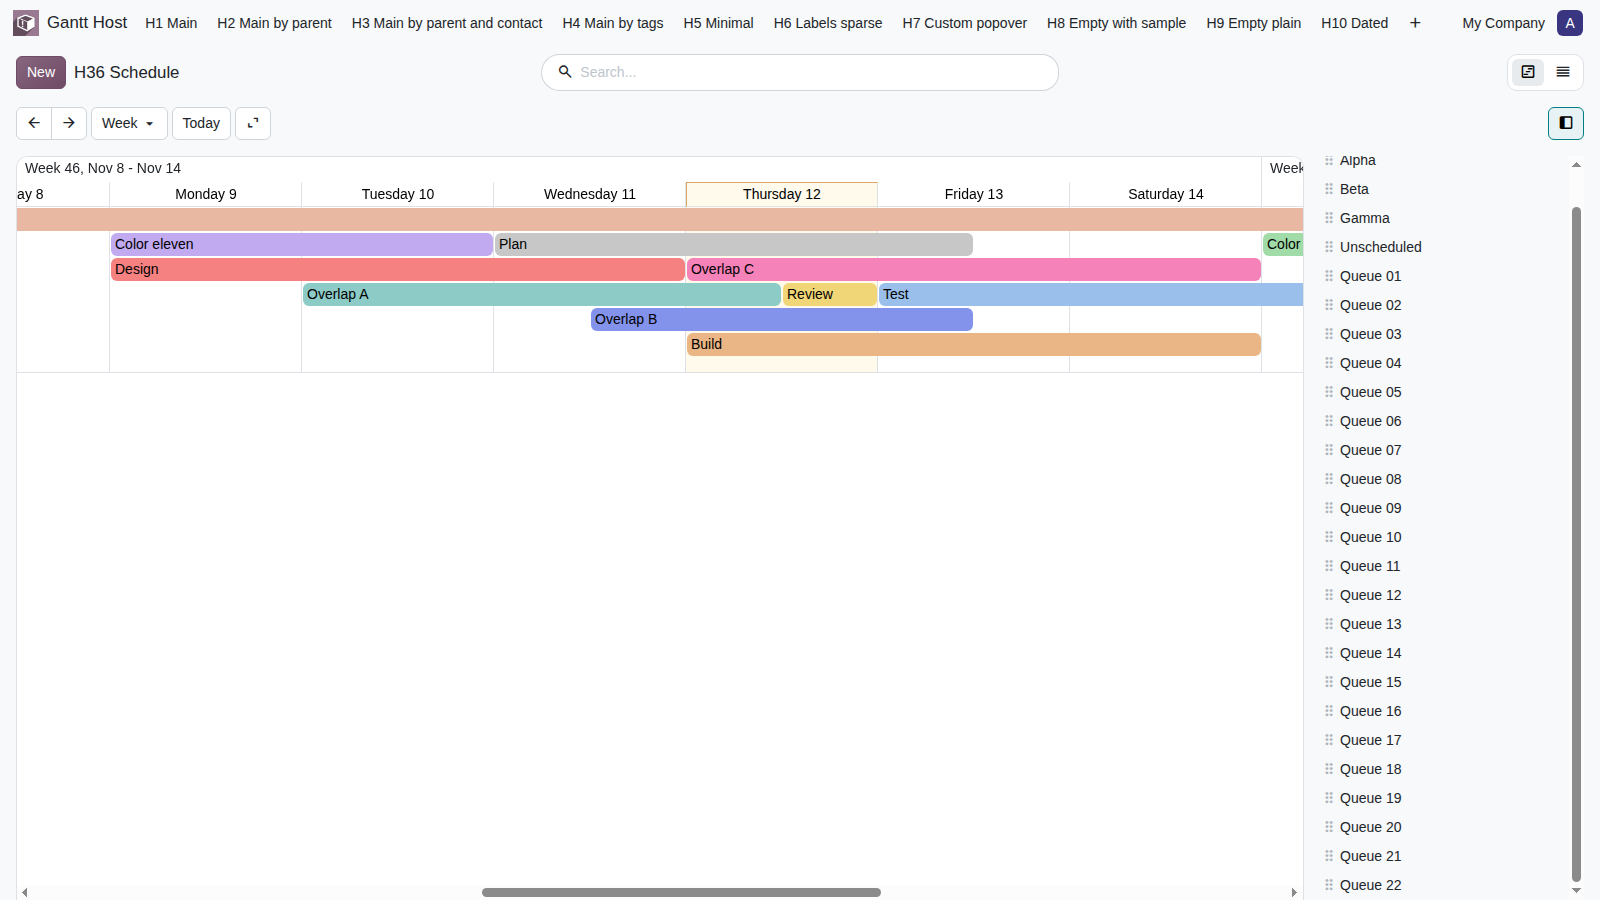 Gantt Host H1 Main H2 Main by parent H3 Main by parent and contact H4 Main by tags H5 Minimal H6 Labels sparse H7 Custom popover H8 Empty with sample H9 Empty plain H10 Dated + My Company A
New H36 Schedule Search...
Week Today
Week 46, Nov 8 - Nov 14 Week
ay 8 Monday 9 Tuesday 10 Wednesday 11 Thursday 12 Friday 13 Saturday 14
Color eleven Plan Color
Design Overlap C
Overlap A Review Test
Overlap B
Build
Alpha
Beta
Gamma
Unscheduled
Queue 01
Queue 02
Queue 03
Queue 04
Queue 05
Queue 06
Queue 07
Queue 08
Queue 09
Queue 10
Queue 11
Queue 12
Queue 13
Queue 14
Queue 15
Queue 16
Queue 17
Queue 18
Queue 19
Queue 20
Queue 21
Queue 22